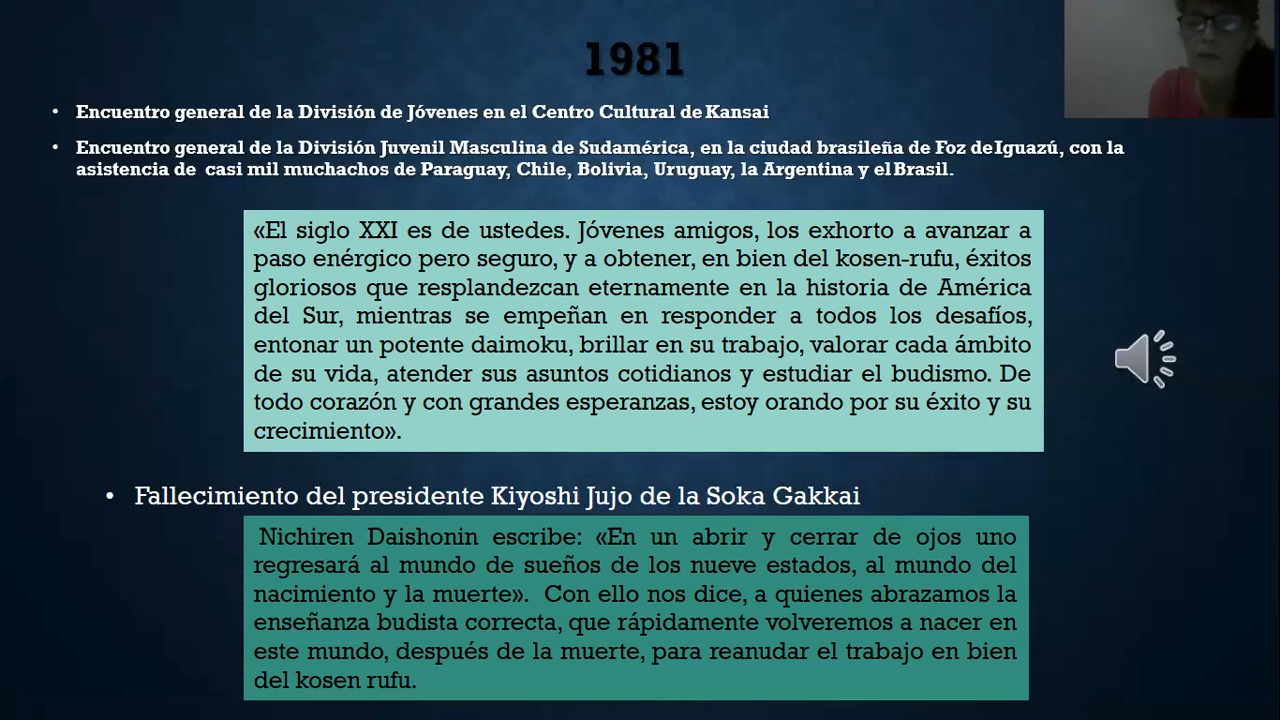 1981
• Encuentro general de la División de Jóvenes en el Centro Cultural de Kansai
• Encuentro general de la División Juvenil Masculina de Sudamérica, en la ciudad brasileña de Foz de Iguazú, con la
asistencia de casi mil muchachos de Paraguay, Chile, Bolivia, Uruguay, la Argentina y el Brasil.
«El siglo XXI es de ustedes. Jóvenes amigos, los exhorto a avanzar a
paso enérgico pero seguro, y a obtener, en bien del kosen-rufu, éxitos
gloriosos que resplandezcan eternamente en la historia de América
del Sur, mientras se empeñan en responder a todos los desafíos,
entonar un potente daimoku, brillar en su trabajo, valorar cada ámbito
de su vida, atender sus asuntos cotidianos y estudiar el budismo. De
todo corazón y con grandes esperanzas, estoy orando por su éxito y su
crecimiento».
• Fallecimiento del presidente Kiyoshi Jujo de la Soka Gakkai
Nichiren Daishonin escribe: «En un abrir y cerrar de ojos uno
regresará al mundo de sueños de los nueve estados, al mundo del
nacimiento y la muerte». Con ello nos dice, a quienes abrazamos la
enseñanza budista correcta, que rápidamente volveremos a nacer en
este mundo, después de la muerte, para reanudar el trabajo en bien
del kosen rufu.